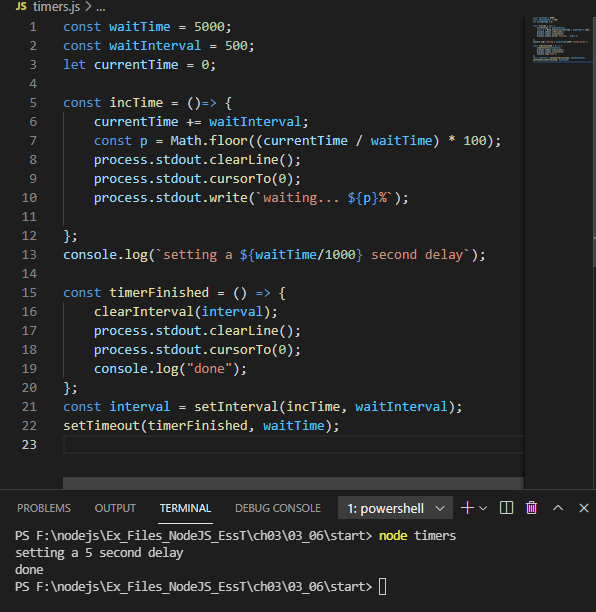 JS timers.js > ...
1 const waitTime = 5000;
2 const waitInterval = 500;
3 let currentTime = 0;
4
5 const incTime = ()=> {
6 currentTime += waitInterval;
7 const p = Math.floor((currentTime / waitTime) * 100);
8 process.stdout.clearLine();
9 process.stdout.cursorTo(0);
10 process.stdout.write(`waiting... ${p}%`);
11
12 };
13 console.log(`setting a ${waitTime/1000} second delay`);
14
15 const timerFinished = () => {
16 clearInterval(interval);
17 process.stdout.clearLine();
18 process.stdout.cursorTo(0);
19 console.log("done");
20 };
21 const interval = setInterval(incTime, waitInterval);
22 setTimeout(timerFinished, waitTime);
23
PROBLEMS OUTPUT TERMINAL DEBUG CONSOLE 1: powershell
PS F:\nodejs\Ex_Files_NodeJS_EssT\ch03\03_06\start> node timers
setting a 5 second delay
done
PS F:\nodejs\Ex_Files_NodeJS_EssT\ch03\03_06\start>